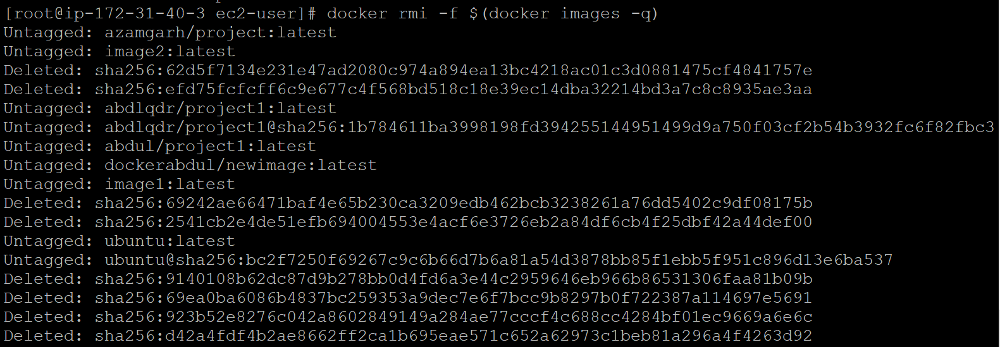 [root@ip-172-31-40-3 ec2-user]# docker rmi -f $(docker images -q)
Untagged: azamgarh/project:latest
Untagged: image2:latest
Deleted: sha256:62d5f7134e231e47ad2080c974a894ea13bc4218ac01c3d0881475cf4841757e
Deleted: sha256:efd75fcfcff6c9e677c4f568bd518c18e39ec14dba32214bd3a7c8c8935ae3aa
Untagged: abdlqdr/project1:latest
Untagged: abdlqdr/project1@sha256:1b784611ba3998198fd394255144951499d9a750f03cf2b54b3932fc6f82fbc3
Untagged: abdul/project1:latest
Untagged: dockerabdul/newimage:latest
Untagged: image1:latest
Deleted: sha256:69242ae66471baf4e65b230ca3209edb462bcb3238261a76dd5402c9df08175b
Deleted: sha256:2541cb2e4de51efb694004553e4acf6e3726eb2a84df6cb4f25dbf42a44def00
Untagged: ubuntu:latest
Untagged: ubuntu@sha256:bc2f7250f69267c9c6b66d7b6a81a54d3878bb85f1ebb5f951c896d13e6ba537
Deleted: sha256:9140108b62dc87d9b278bb0d4fd6a3e44c2959646eb966b86531306faa81b09b
Deleted: sha256:69ea0ba6086b4837bc259353a9dec7e6f7bcc9b8297b0f722387a114697e5691
Deleted: sha256:923b52e8276c042a8602849149a284ae77cccf4c688cc4284bf01ec9669a6e6c
Deleted: sha256:d42a4fdf4b2ae8662ff2ca1b695eae571c652a62973c1beb81a296a4f4263d92